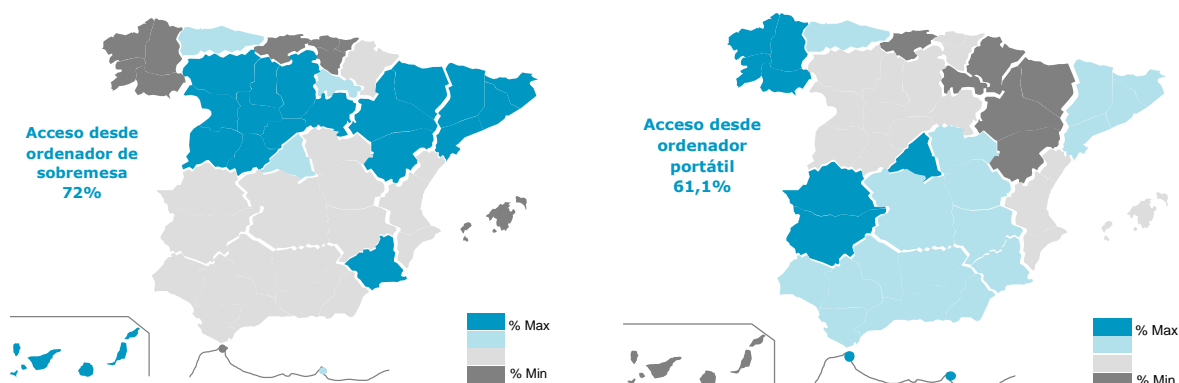 Acceso desde
ordenador de
sobremesa
72%
% Max
% Min
Acceso desde
ordenador
portátil
61,1%
% Max
% Min